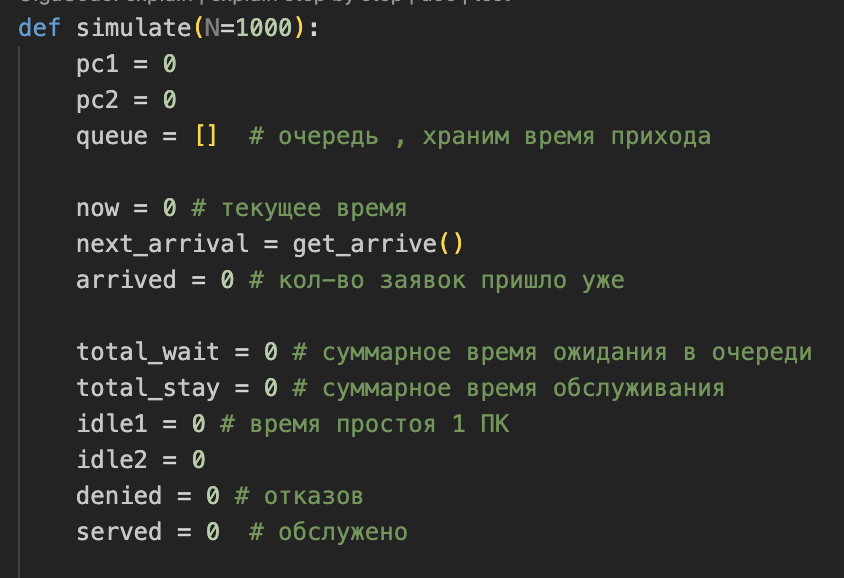 def simulate(N=1000):
pc1 = 0
pc2 = 0
queue = []  # очередь , храним время прихода
now = 0 # текущее время
next_arrival = get_arrive()
arrived = 0 # кол-во заявок пришло уже
total_wait = 0 # суммарное время ожидания в очереди
total_stay = 0 # суммарное время обслуживания
idle1 = 0 # время простоя 1 ПК
idle2 = 0
denied = 0 # отказов
served = 0  # обслужено